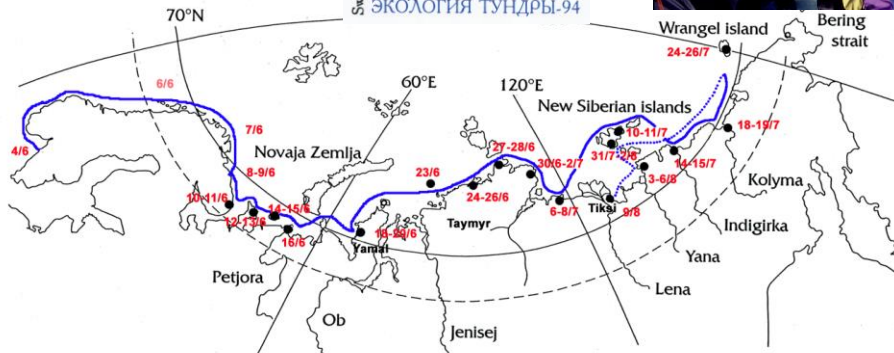 Sw
ЭКОЛОГИЯ ТУНДРЫ-94
70°N
Wrangel island
Bering
strait
24-26/7
60°E
120°E
New Siberian islands
6/6
7/6
4/6
8-9/6
Novaja Zemlja
10-11/7
18-19/7
27-28/6
31/7-2/8
23/6
30/6-2/7
14-15/7
3-6/8
Kolyma
10-11/6
14-15/6
24-26/6
12-13/6
Taymyr
6-8/7
Tiksi
9/8
Indigirka
16/6
Yamal
Yana
Petjora
Lena
Ob
Jenisej